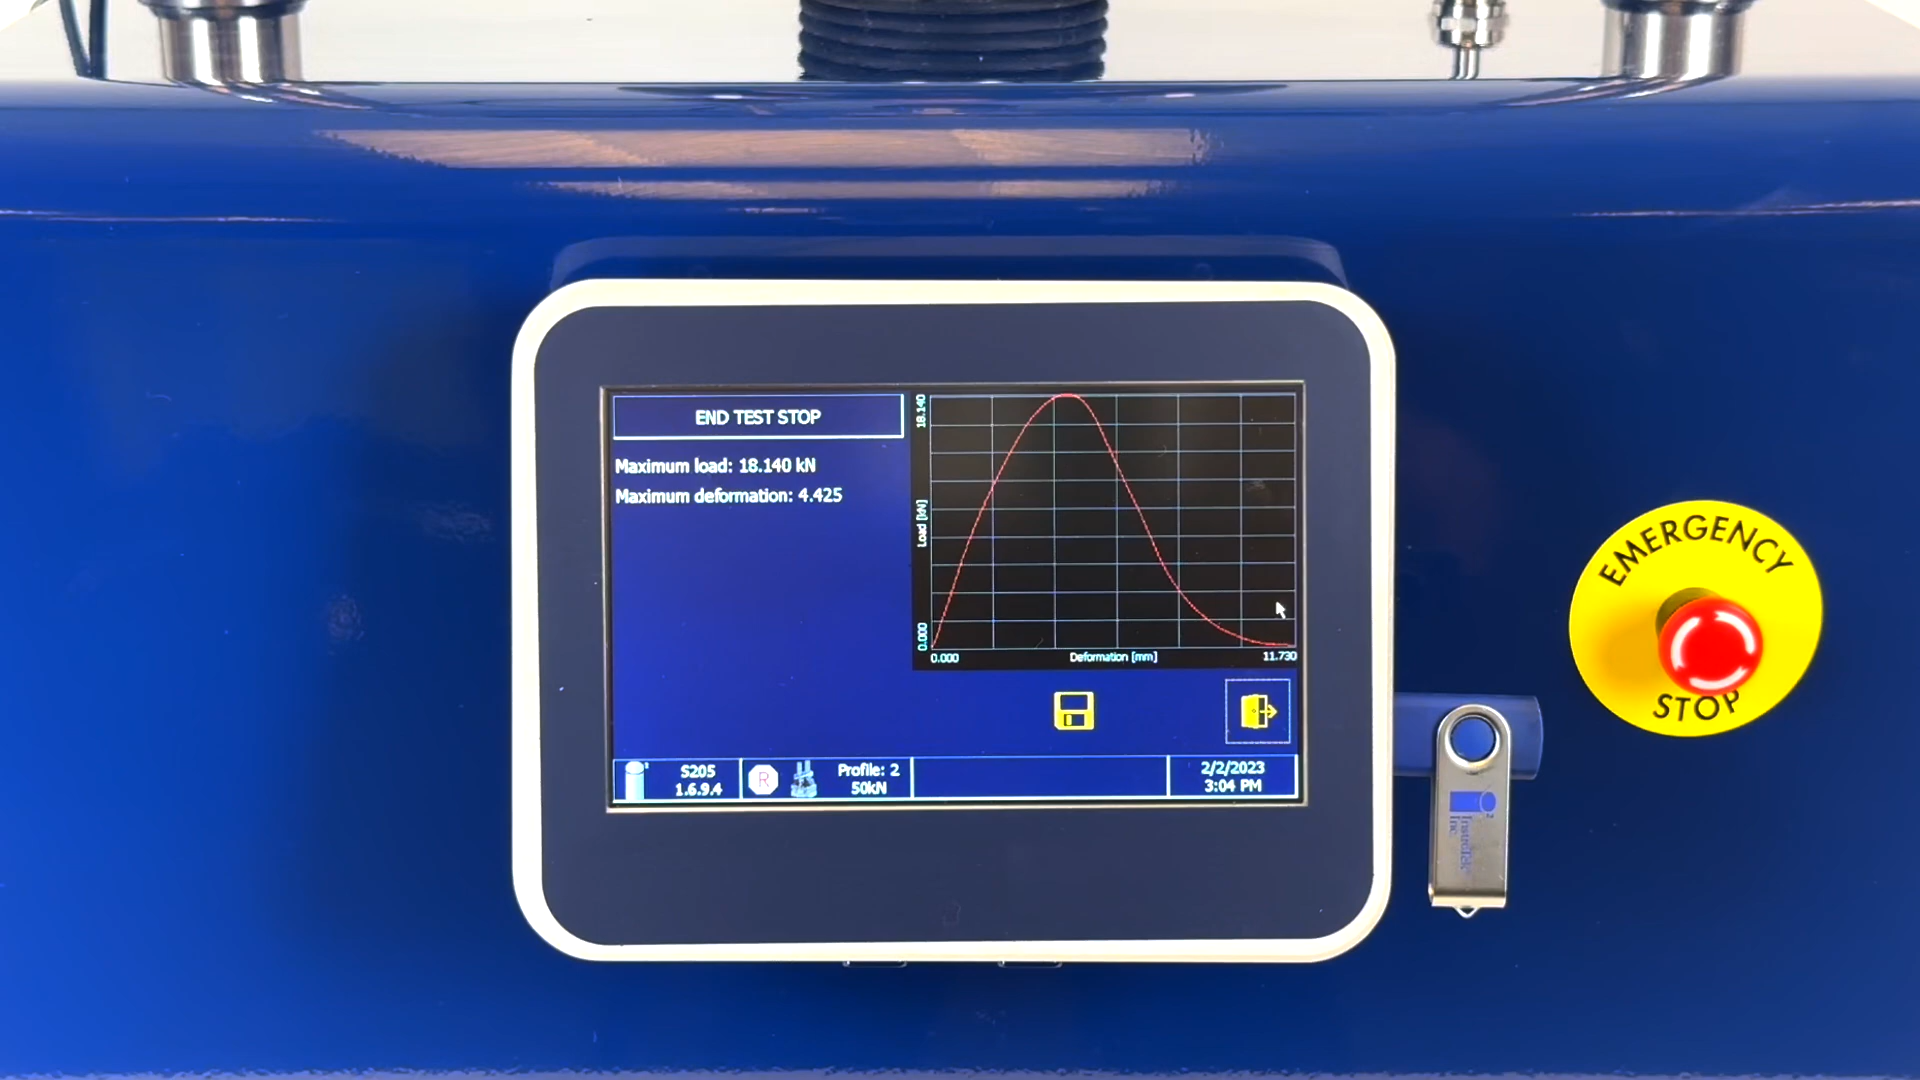 END TEST STOP
Maximum load: 18.140 kN
Maximum deformation: 4.425
18.140
Load [kN]
0.000
0.000
Deformation [mm]
11.730
S205
1.6.9.4
R
Profile: 2
50kN
2/2/2023
3:04 PM
EMERGENCY
STOP
InstroTek
Inc.